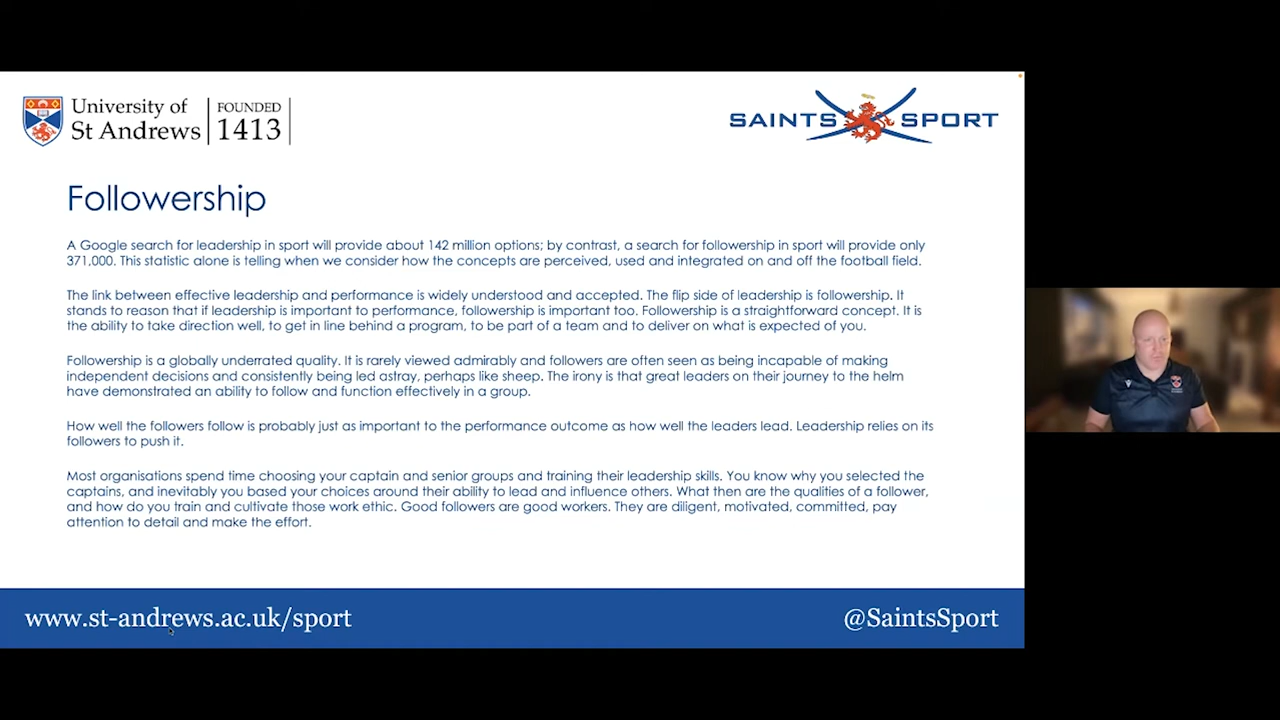 University of
St Andrews
FOUNDED
1413
SAINTS SPORT
Followership
A Google search for leadership in sport will provide about 142 million options; by contrast, a search for followership in sport will provide only
371,000. This statistic alone is telling when we consider how the concepts are perceived, used and integrated on and off the football field.
The link between effective leadership and performance is widely understood and accepted. The flip side of leadership is followership. It
stands to reason that if leadership is important to performance, followership is important too. Followership is a straightforward concept. It is
the ability to take direction well, to get in line behind a program, to be part of a team and to deliver on what is expected of you.
Followership is a globally underrated quality. It is rarely viewed admirably and followers are often seen as being incapable of making
independent decisions and consistently being led astray, perhaps like sheep. The irony is that great leaders on their journey to the helm
have demonstrated an ability to follow and function effectively in a group.
How well the followers follow is probably just as important to the performance outcome as how well the leaders lead. Leadership relies on its
followers to push it.
Most organisations spend time choosing your captain and senior groups and training their leadership skills. You know why you selected the
captains, and inevitably you based your choices around their ability to lead and influence others. What then are the qualities of a follower,
and how do you train and cultivate those work ethic. Good followers are good workers. They are diligent, motivated, committed, pay
attention to detail and make the effort.
www.st-andrews.ac.uk/sport
@SaintsSport